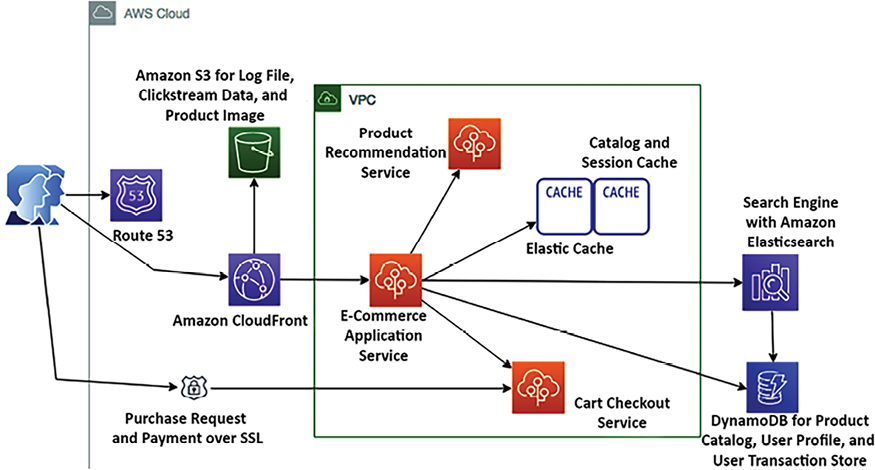 AWS Cloud
Amazon S3 for Log File,
Clickstream Data, and
Product Image
VPC
Product
Recommendation
Service
Catalog and
Session Cache
CACHE
CACHE
Elastic Cache
Search Engine
with Amazon
Elasticsearch
53
Route 53
Amazon CloudFront
E-Commerce
Application
Service
Purchase Request
and Payment over SSL
Cart Checkout
Service
DynamoDB for Product
Catalog, User Profile, and
User Transaction Store